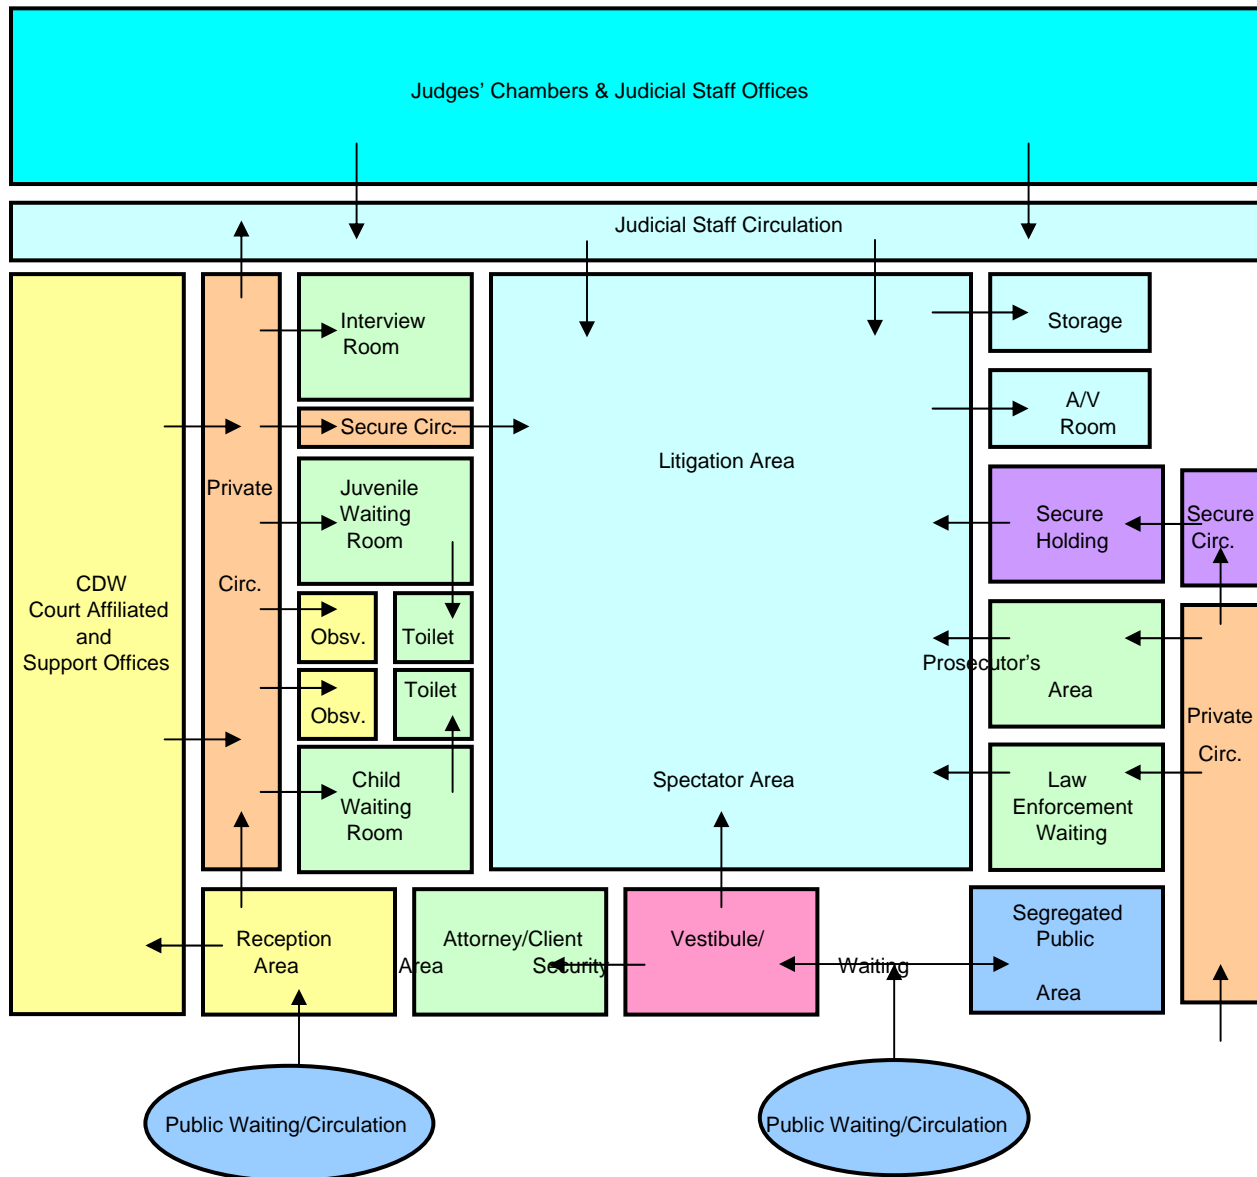 Judges’ Chambers & Judicial Staff Offices
Judicial Staff Circulation
Interview
Room
Storage
Secure Circ.
A/V
Room
Litigation Area
Private
Circ.
Juvenile
Waiting
Room
Secure
Holding
Secure
Circ.
CDW
Court Affiliated
and
Support Offices
Obsv.
Toilet
Obsv.
Toilet
Prosecutor’s
Area
Private
Circ.
Child
Waiting
Room
Spectator Area
Law
Enforcement
Waiting
Reception
Area
Attorney/Client
Area
Vestibule/
Security
Waiting
Segregated
Public
Area
Public Waiting/Circulation
Public Waiting/Circulation